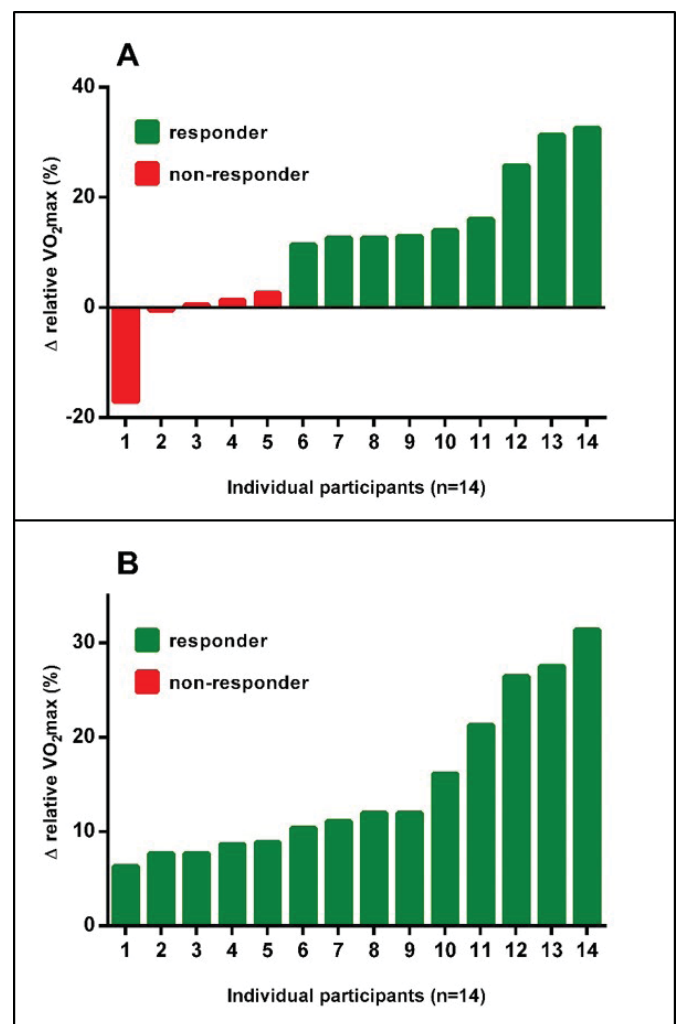 A
40
responder
non-responder
20
0
-20
Δ relative VO₂max (%)
1 2 3 4 5 6 7 8 9 10 11 12 13 14
Individual participants (n=14)
B
responder
30
non-responder
20
10
0
Δ relative VO₂max (%)
1 2 3 4 5 6 7 8 9 10 11 12 13 14
Individual participants (n=14)